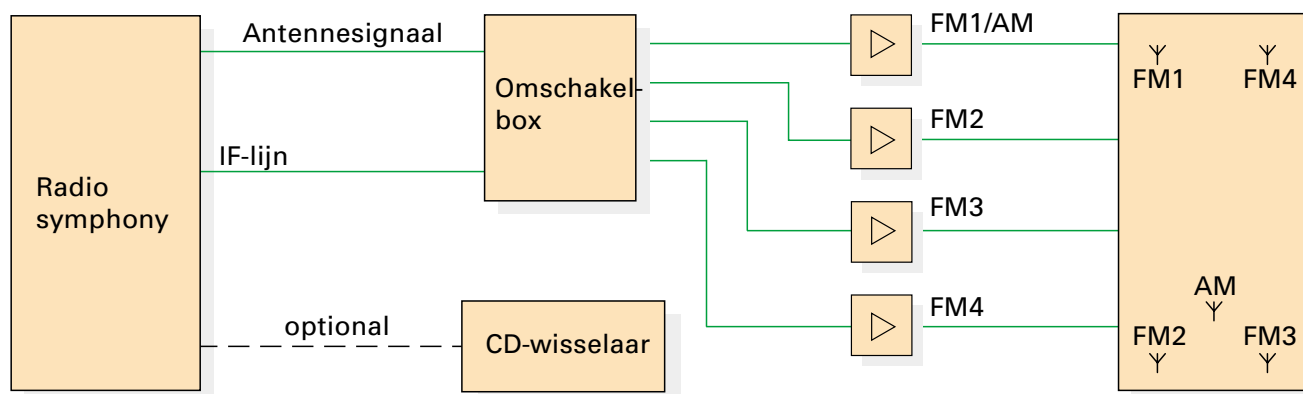 Radio
symphony
Antennesignaal
IF-lijn
optional
Omschakel-
box
CD-wisselaar
FM1/AM
FM2
FM3
FM4
FM1
FM4
AM
FM2
FM3